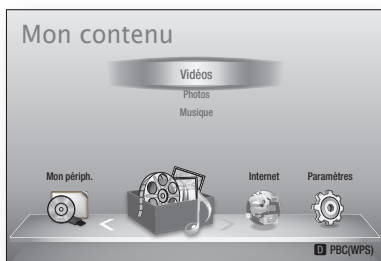 Mon contenu
Vidéos
Photos
Musique
Mon périph.
Internet
Paramètres
D PBC(WPS)